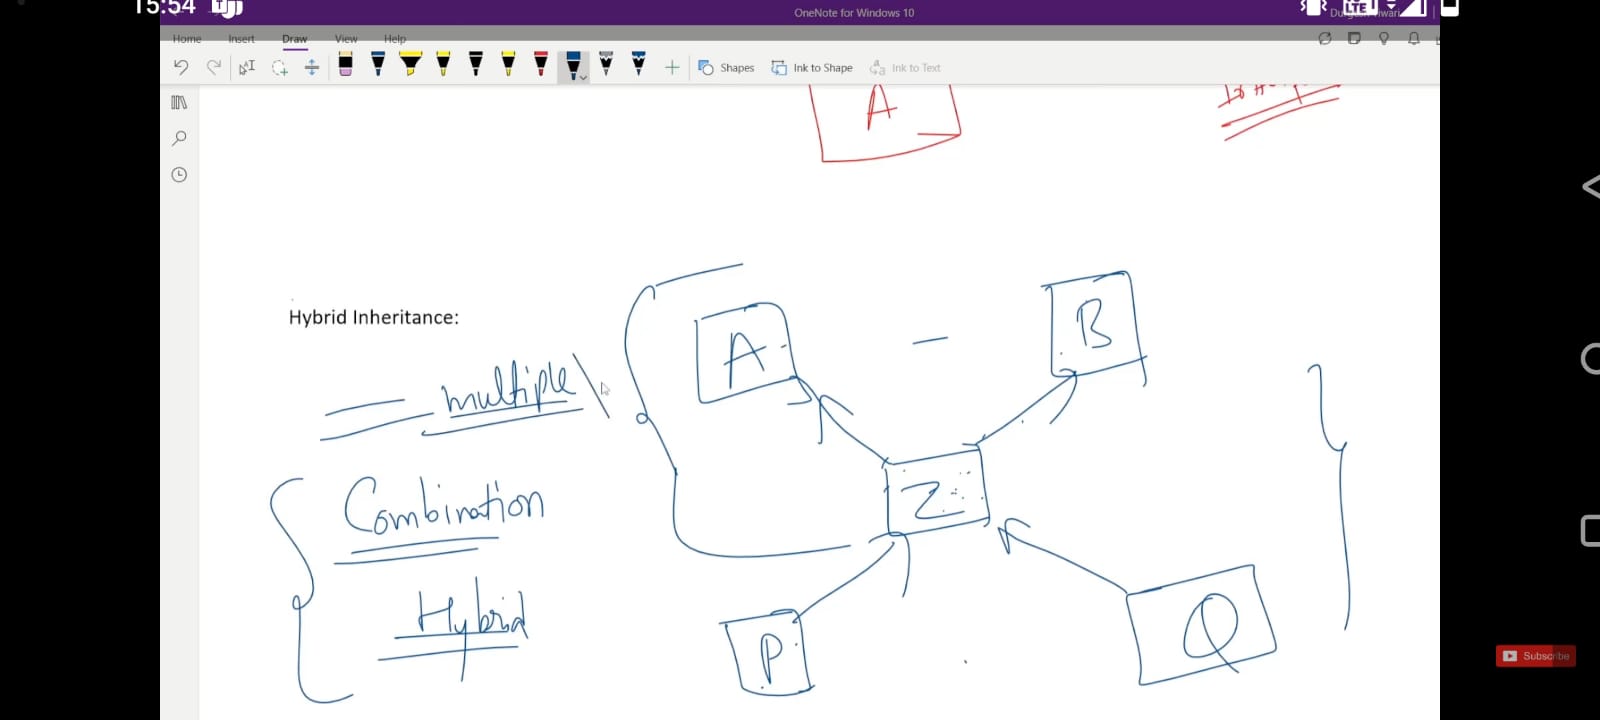 15:54
OneNote for Windows 10
Home Insert Draw View Help
Shapes Ink to Shape Ink to Text
A
Hybrid Inheritance:
multiple
Combination
Hybrid
A B
Z
P Q
Subscribe